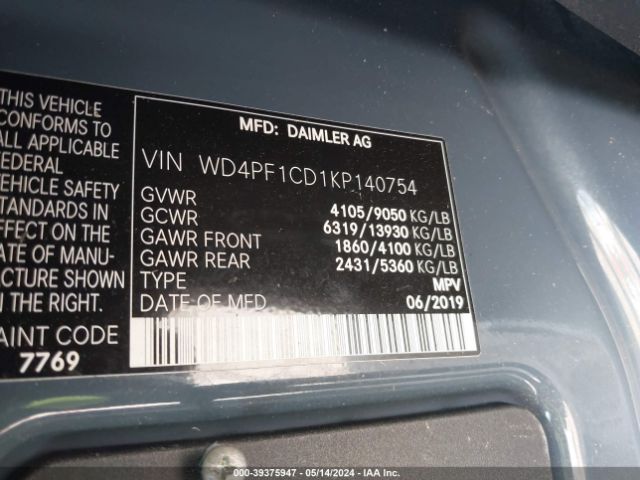 THIS VEHICLE
CONFORMS TO
ALL APPLICABLE
FEDERAL
VEHICLE SAFETY
STANDARDS IN
EFFECT ON THE
DATE OF MANU-
FACTURE SHOWN
ON THE RIGHT.
PAINT CODE
7769
MFD: DAIMLER AG
VIN WD4PF1CD1KP140754
GVWR 4105/9050 KG/LB
GCWR 6319/13930 KG/LB
GAWR FRONT 1860/4100 KG/LB
GAWR REAR 2431/5360 KG/LB
TYPE MPV
DATE OF MFD 06/2019
000-39375947 - 05/14/2024 - IAA Inc.